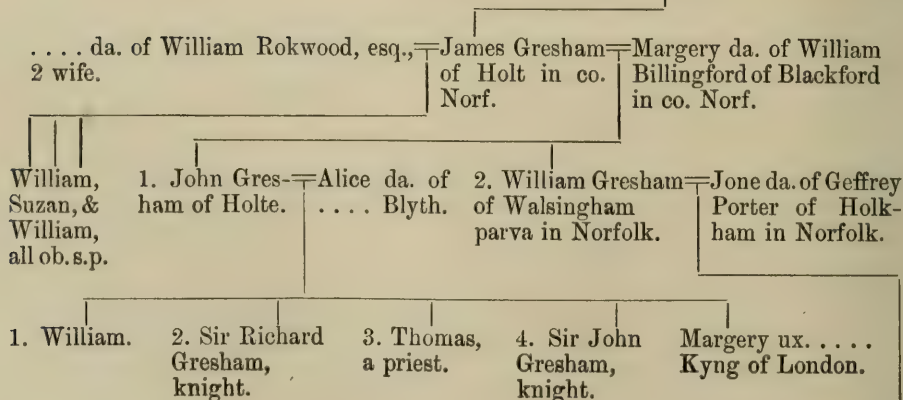 . . . . da. of William Rokwood, esq.,
2 wife.
James Gresham
of Holt in co.
Norf.
Margery da. of William
Billingford of Blackford
in co. Norf.
William,
Suzan, &
William,
all ob. s.p.
1. John Gres-
ham of Holte.
Alice da. of
. . . . Blyth.
2. William Gresham
of Walsingham
parva in Norfolk.
Jone da. of Geffrey
Porter of Holk-
ham in Norfolk.
1. William.
2. Sir Richard
Gresham,
knight.
3. Thomas,
a priest.
4. Sir John
Gresham,
knight.
Margery ux. . . . .
Kyng of London.